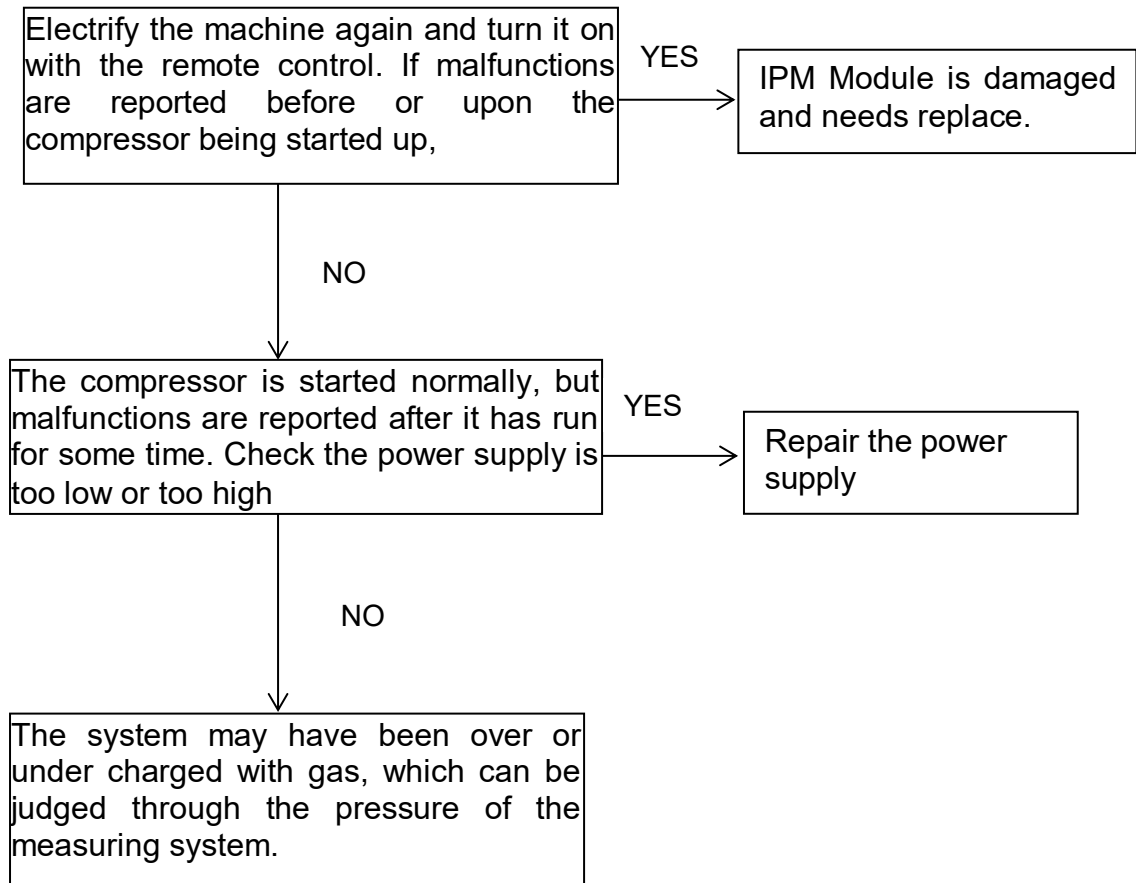 Electrify the machine again and turn it on
with the remote control. If malfunctions
are reported before or upon the
compressor being started up,
YES
IPM Module is damaged
and needs replace.
NO
The compressor is started normally, but
malfunctions are reported after it has run
for some time. Check the power supply is
too low or too high
YES
Repair the power
supply
NO
The system may have been over or
under charged with gas, which can be
judged through the pressure of the
measuring system.